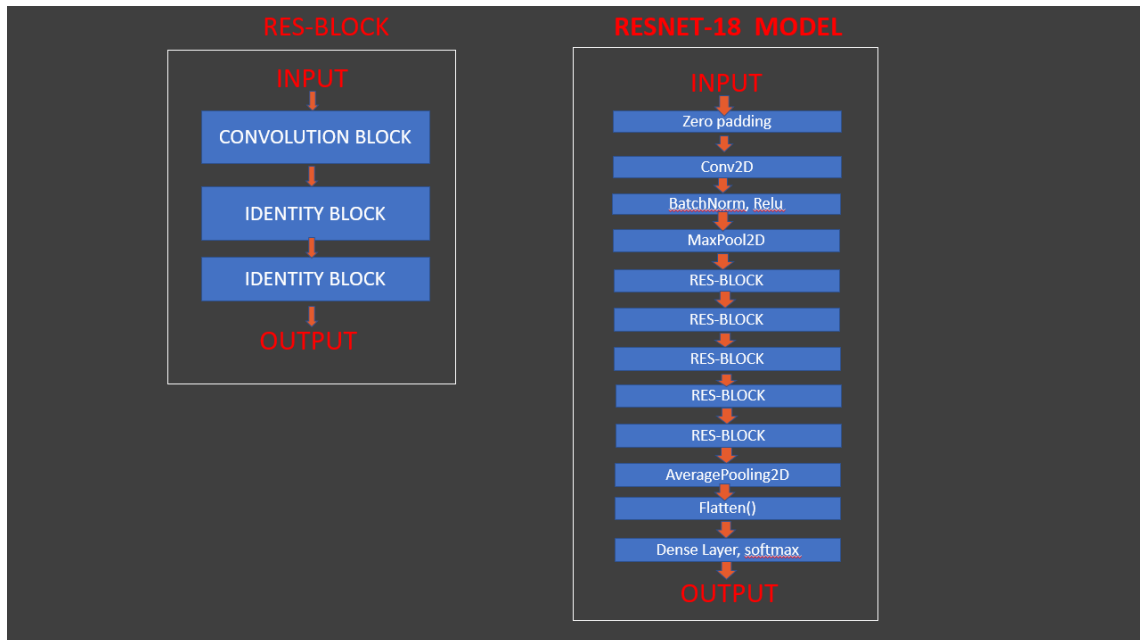 RES-BLOCK
INPUT
CONVOLUTION BLOCK
IDENTITY BLOCK
IDENTITY BLOCK
OUTPUT
RESNET-18 MODEL
INPUT
Zero padding
Conv2D
BatchNorm, Relu
MaxPool2D
RES-BLOCK
RES-BLOCK
RES-BLOCK
RES-BLOCK
RES-BLOCK
AveragePooling2D
Flatten()
Dense Layer, softmax
OUTPUT